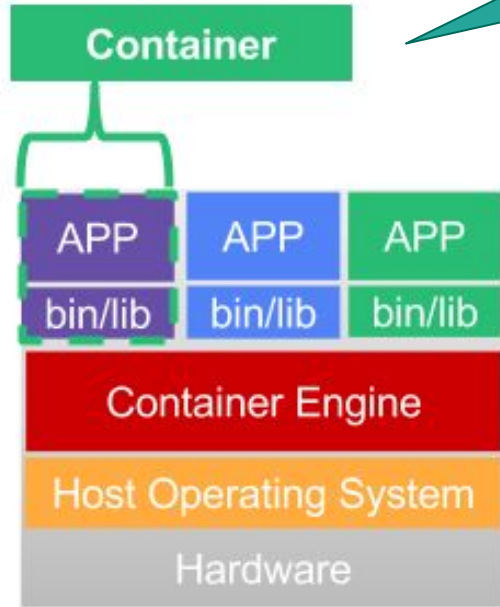 Container
APP APP APP
bin/lib bin/lib bin/lib
Container Engine
Host Operating System
Hardware